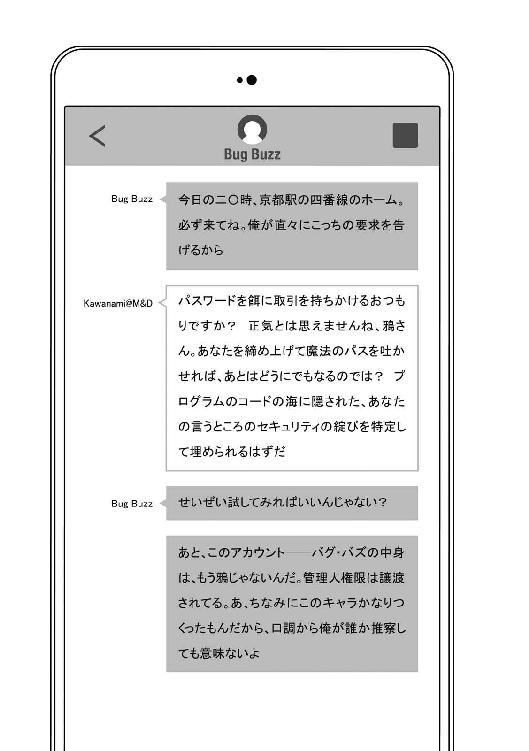 Bug Buzz
Bug Buzz
今日の二〇時、京都駅の四番線のホーム。
必ず来てね。俺が直々にこっちの要求を告
げるから
Kawanami@M&D
パスワードを餌に取引を持ちかけるおつも
りですか？　正気とは思えませんね、鴉さ
ん。あなたを締め上げて魔法のパスを吐か
せれば、あとはどうにでもなるのでは？　プ
ログラムのコードの海に隠された、あなた
の言うところのセキュリティの綻びを特定し
て埋められるはずだ
Bug Buzz
せいぜい試してみればいいんじゃない？
あと、このアカウント――バグ・バズの中身
は、もう鴉じゃないんだ。管理人権限は譲渡
されてる。あ、ちなみにこのキャラかなりつ
くったもんだから、口調から俺が誰か推察し
ても意味ないよ